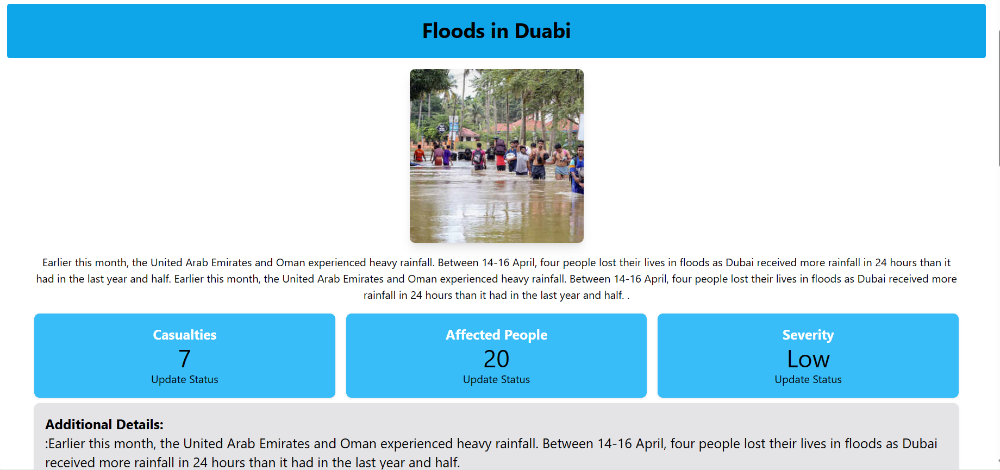 Floods in Duabi
Earlier this month, the United Arab Emirates and Oman experienced heavy rainfall. Between 14-16 April, four people lost their lives in floods as Dubai received more rainfall in 24 hours than it
had in the last year and half. Earlier this month, the United Arab Emirates and Oman experienced heavy rainfall. Between 14-16 April, four people lost their lives in floods as Dubai received more
rainfall in 24 hours than it had in the last year and half. .
Casualties
7
Update Status
Affected People
20
Update Status
Severity
Low
Update Status
Additional Details:
:Earlier this month, the United Arab Emirates and Oman experienced heavy rainfall. Between 14-16 April, four people lost their lives in floods as Dubai
received more rainfall in 24 hours than it had in the last year and half.